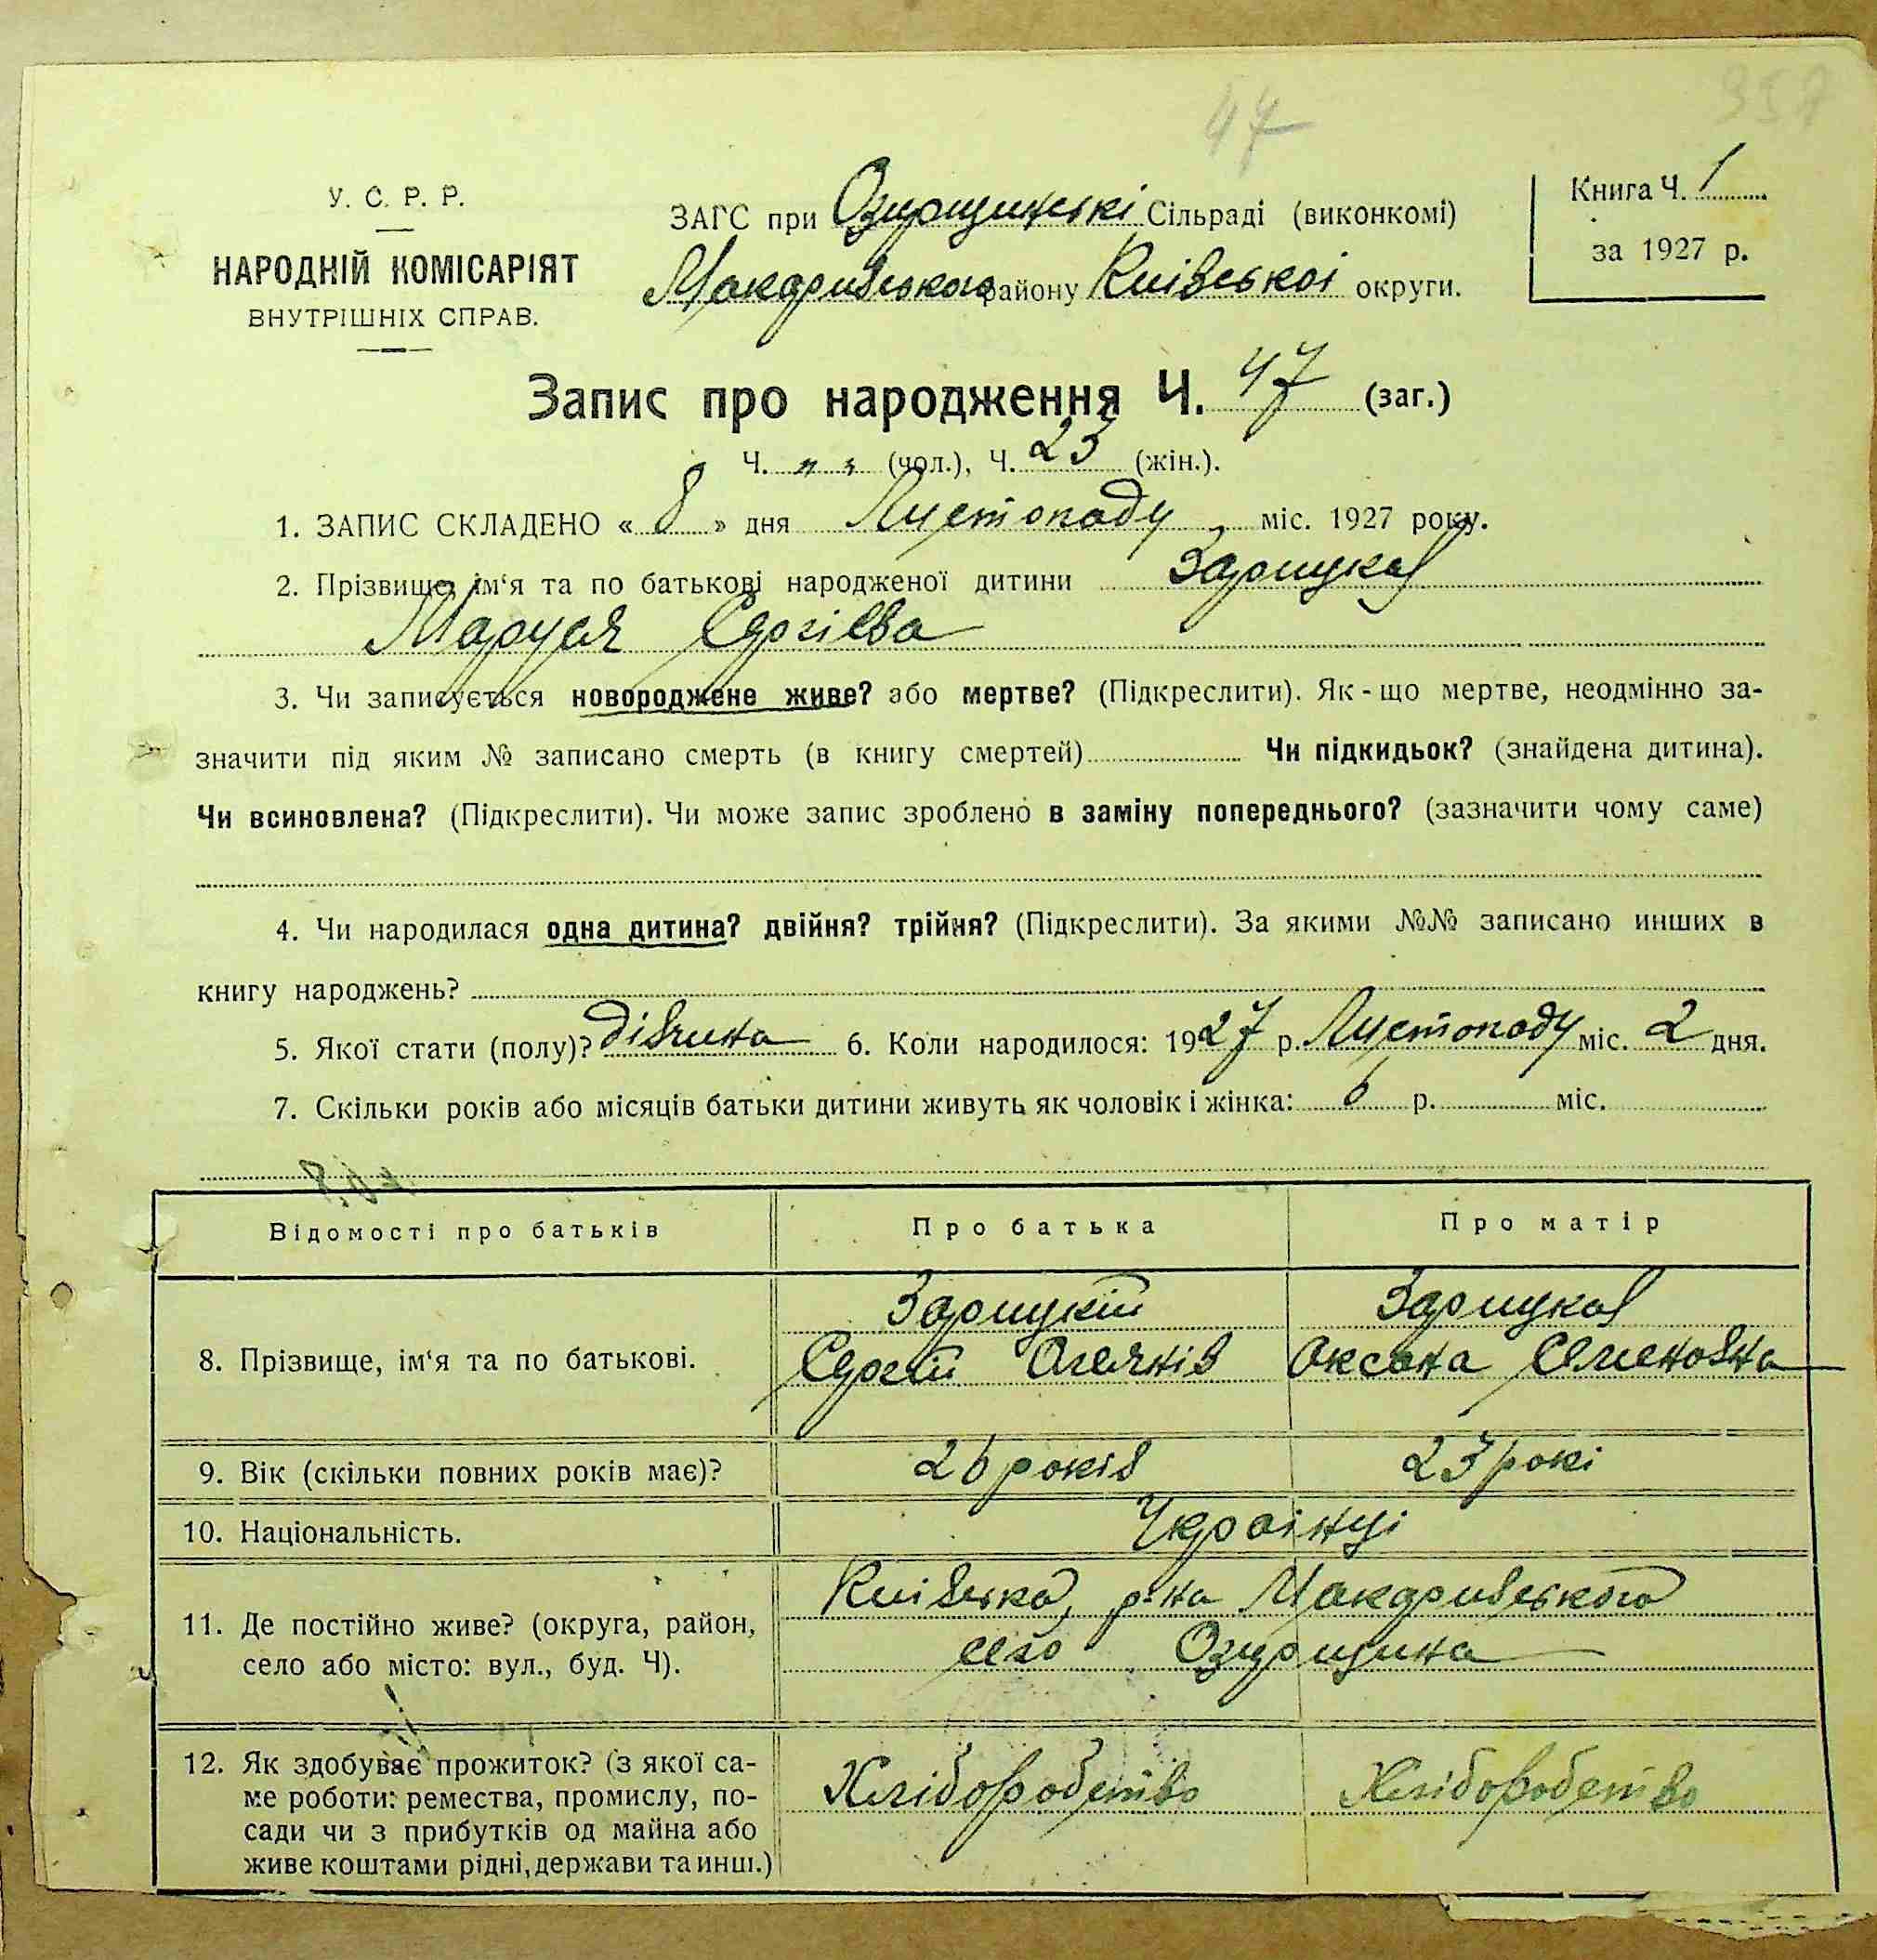 47
357
У. С. Р. Р.
НАРОДНІЙ КОМІСАРІЯТ
ВНУТРІШНІХ СПРАВ.
ЗАГС при Озирщинські Сільраді (виконкомі)
Макарівського району Київської округи.
Книга Ч. 1
за 1927 р.
Запис про народження Ч. 47 (заг.)
Ч. " " (чол.), Ч. 23 (жін.).
1. ЗАПИС СКЛАДЕНО « 8 » дня Листопаду міс. 1927 року.
2. Прізвище, ім‘я та по батькові народженої дитини Зарицкая
Маруся Сергієва
3. Чи записується новороджене живе? або мертве? (Підкреслити). Як-що мертве, неодмінно за-
значити під яким № записано смерть (в книгу смертей) Чи підкидьок? (знайдена дитина).
Чи всиновлена? (Підкреслити). Чи може запис зроблено в заміну попереднього? (зазначити чому саме)
4. Чи народилася одна дитина? двійня? трійня? (Підкреслити). За якими №№ записано инших в
книгу народжень?
5. Якої стати (полу)? дівчина 6. Коли народилося: 1927 р. Листопаду міс. 2 дня.
7. Скільки років або місяців батьки дитини живуть як чоловік і жінка: 6 р. міс.
Відомості про батьків Про батька Про матір
8. Прізвище, ім‘я та по батькові.
Зарицкій Зарицкая
Сергій Оксана Семеновна
9. Вік (скільки повних років має)? 26 років 23 рокі
10. Національність. Українці
11. Де постійно живе? (округа, район,
село або місто: вул., буд. Ч).
Київська, р-на Макарівського
село Озирщина
12. Як здобуває прожиток? (з якої са-
ме роботи: ремества, промислу, по-
сади чи з прибутків од майна або
живе коштами рідні, держави та инш.)
Хліборобство Хліборобство